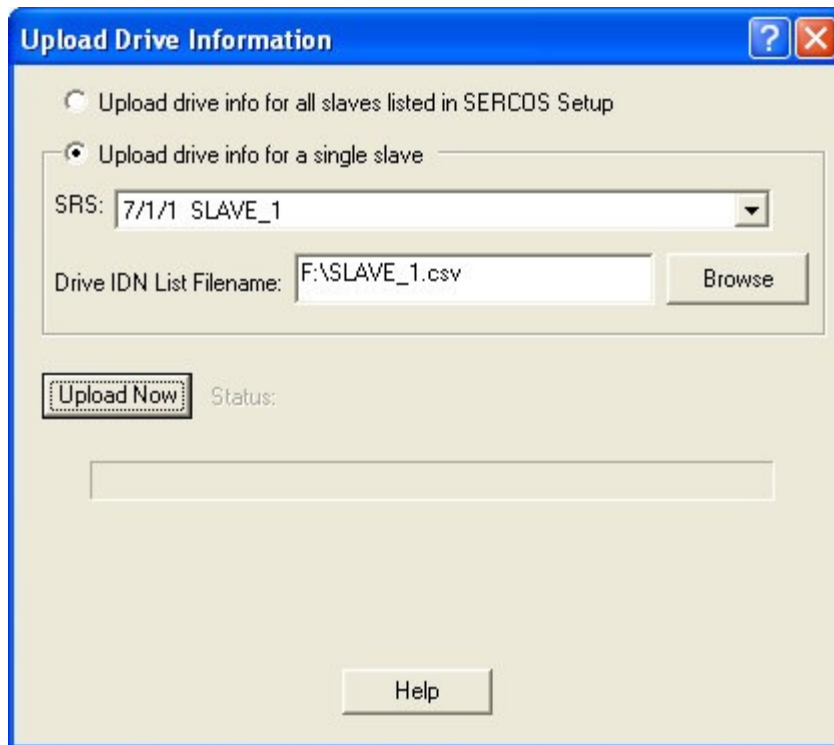 Upload Drive Information
Upload drive info for all slaves listed in SERCOS Setup
Upload drive info for a single slave
SRS: 7/1/1 SLAVE_1
Drive IDN List Filename: F:\SLAVE_1.csv Browse
Upload Now Status:
Help